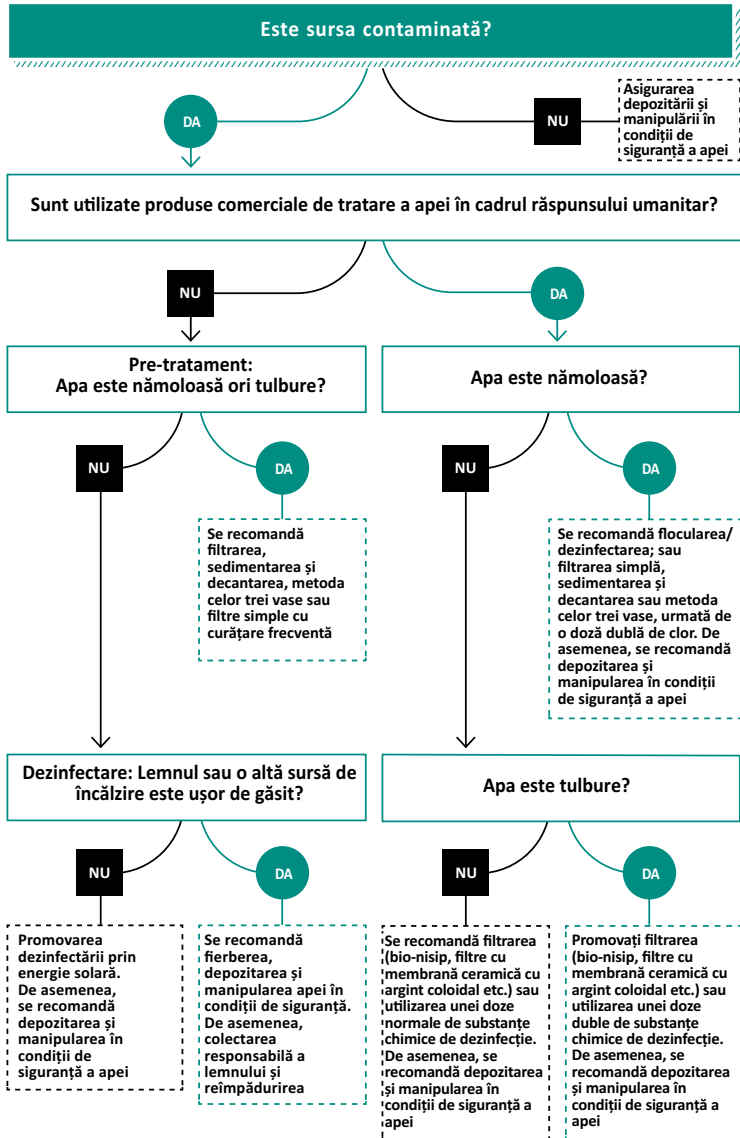 Este sursa contaminată?
DA
NU
Asigurarea
depozitării și
manipulării în
condiții de
siguranță a apei
Sunt utilizate produse comerciale de tratare a apei în cadrul răspunsului umanitar?
NU
DA
Pre-tratament:
Apa este nămoloasă ori tulbure?
Apa este nămoloasă?
NU
DA
NU
DA
Se recomandă
filtrarea,
sedimentarea și
decantarea, metoda
celor trei vase sau
filtre simple cu
curățare frecventă
Se recomandă flocularea/
dezinfectarea; sau
filtrarea simplă,
sedimentarea și
decantarea sau metoda
celor trei vase, urmată de
o doză dublă de clor. De
asemenea, se recomandă
depozitarea și
manipularea în condiții
de siguranță a apei
Dezinfectare: Lemnul sau o altă sursă de
încălzire este ușor de găsit?
Apa este tulbure?
NU
DA
NU
DA
Promovarea
dezinfectării prin
energie solară.
De asemenea,
se recomandă
depozitarea și
manipularea în
condiții de
siguranță a apei
Se recomandă
fierberea,
depozitarea și
manipularea apei în
condiții de siguranță.
De asemenea,
colectarea
responsabilă a
lemnului și
reîmpădurirea
Se recomandă filtrarea
(bio-nisip, filtre cu
membrană ceramică cu
argint coloidal etc.) sau
utilizarea unei doze
normale de substanțe
chimice de dezinfecție.
De asemenea, se
recomandă depozitarea
și manipularea în
condiții de siguranță a
apei
Promovați filtrarea
(bio-nisip, filtre cu
membrană ceramică cu
argint coloidal etc.) sau
utilizarea unei doze
duble de substanțe
chimice de dezinfecție.
De asemenea, se
recomandă depozitarea
și manipularea în
condiții de siguranță a
apei